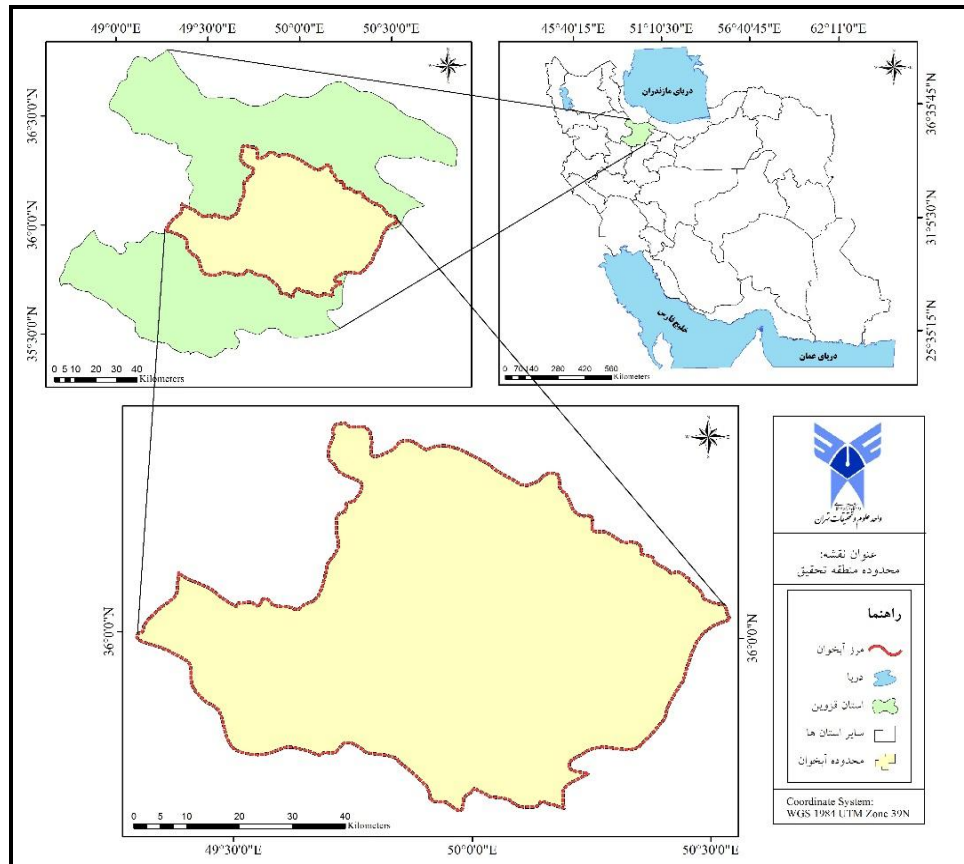 49°0'0"E 49°30'0"E 50°0'0"E 50°30'0"E
45°40'15"E 51°10'30"E 56°40'45"E 62°11'0"E
36°30'0"N
36°0'0"N
35°30'0"N
0 5 10 20 30 40
Kilometers
دریای مازندران
خلیج فارس
دریای عمان
36°35'45"N
31°5'30"N
25°35'15"N
0 70 140 280 420 560
Kilometers
36°0'0"N
36°0'0"N
0 5 10 20 30 40
Kilometers
49°30'0"E 50°0'0"E 50°30'0"E
واحد علوم و تحقیقات تهران
عنوان نقشه:
محدوده منطقه تحقیق
راهنما
مرز آبخوان
دریا
استان قزوین
سایر استان ها
محدوده آبخوان
Coordinate System:
WGS 1984 UTM Zone 39N